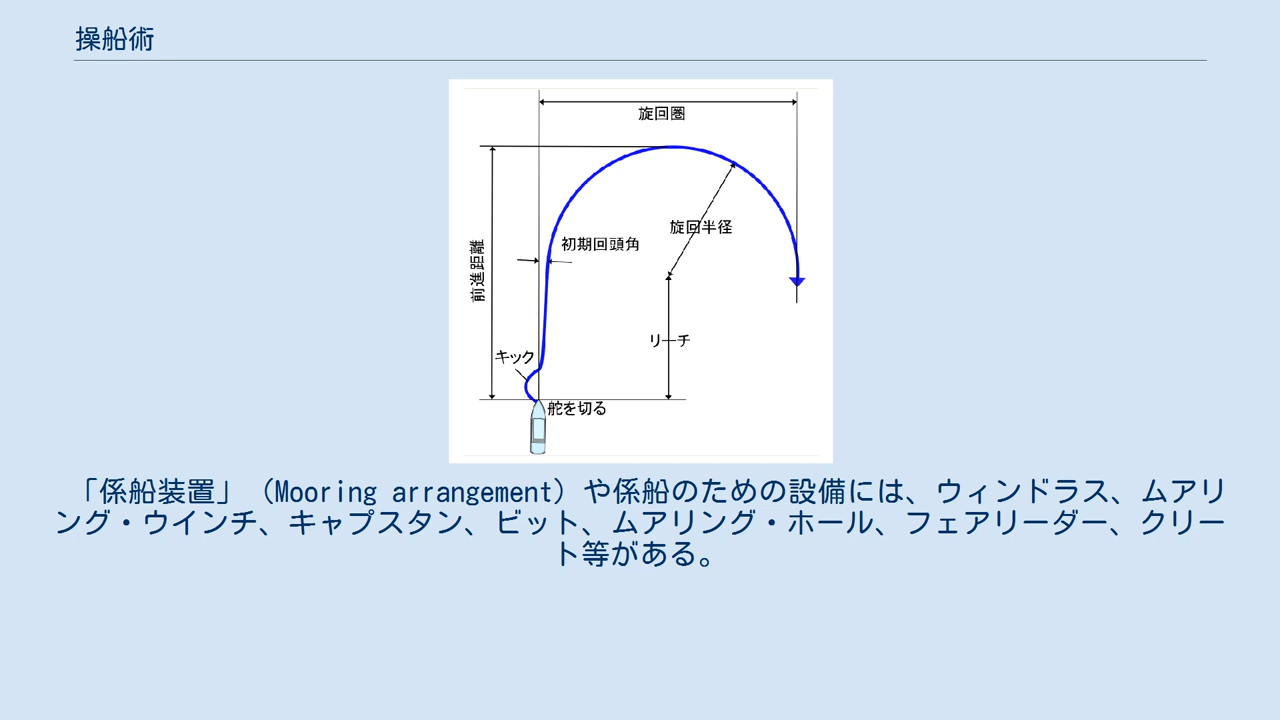 操船術
旋回圏
旋回半径
初期回頭角
前進距離
リーチ
キック
舵を切る
「係船装置」（Mooring arrangement）や係船のための設備には、ウィンドラス、ムアリ
ング・ウインチ、キャプスタン、ビット、ムアリング・ホール、フェアリーダー、クリー
ト等がある。